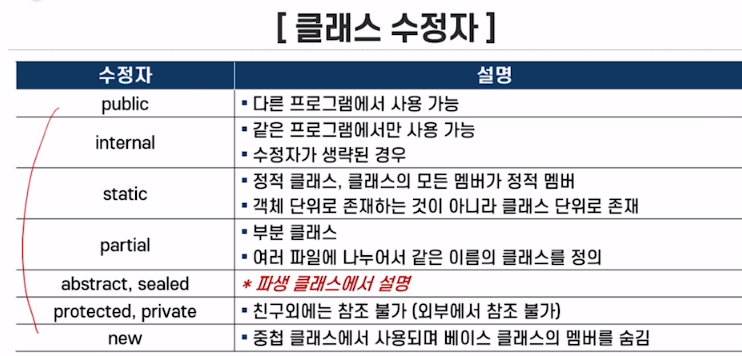 [ 클래스 수정자 ]
수정자 설명
public ▪ 다른 프로그램에서 사용 가능
internal ▪ 같은 프로그램에서만 사용 가능
▪ 수정자가 생략된 경우
static ▪ 정적 클래스, 클래스의 모든 멤버가 정적 멤버
▪ 객체 단위로 존재하는 것이 아니라 클래스 단위로 존재
partial ▪ 부분 클래스
▪ 여러 파일에 나누어서 같은 이름의 클래스를 정의
abstract, sealed * 파생 클래스에서 설명
protected, private ▪ 친구외에는 참조 불가 (외부에서 참조 불가)
new ▪ 중첩 클래스에서 사용되며 베이스 클래스의 멤버를 숨김